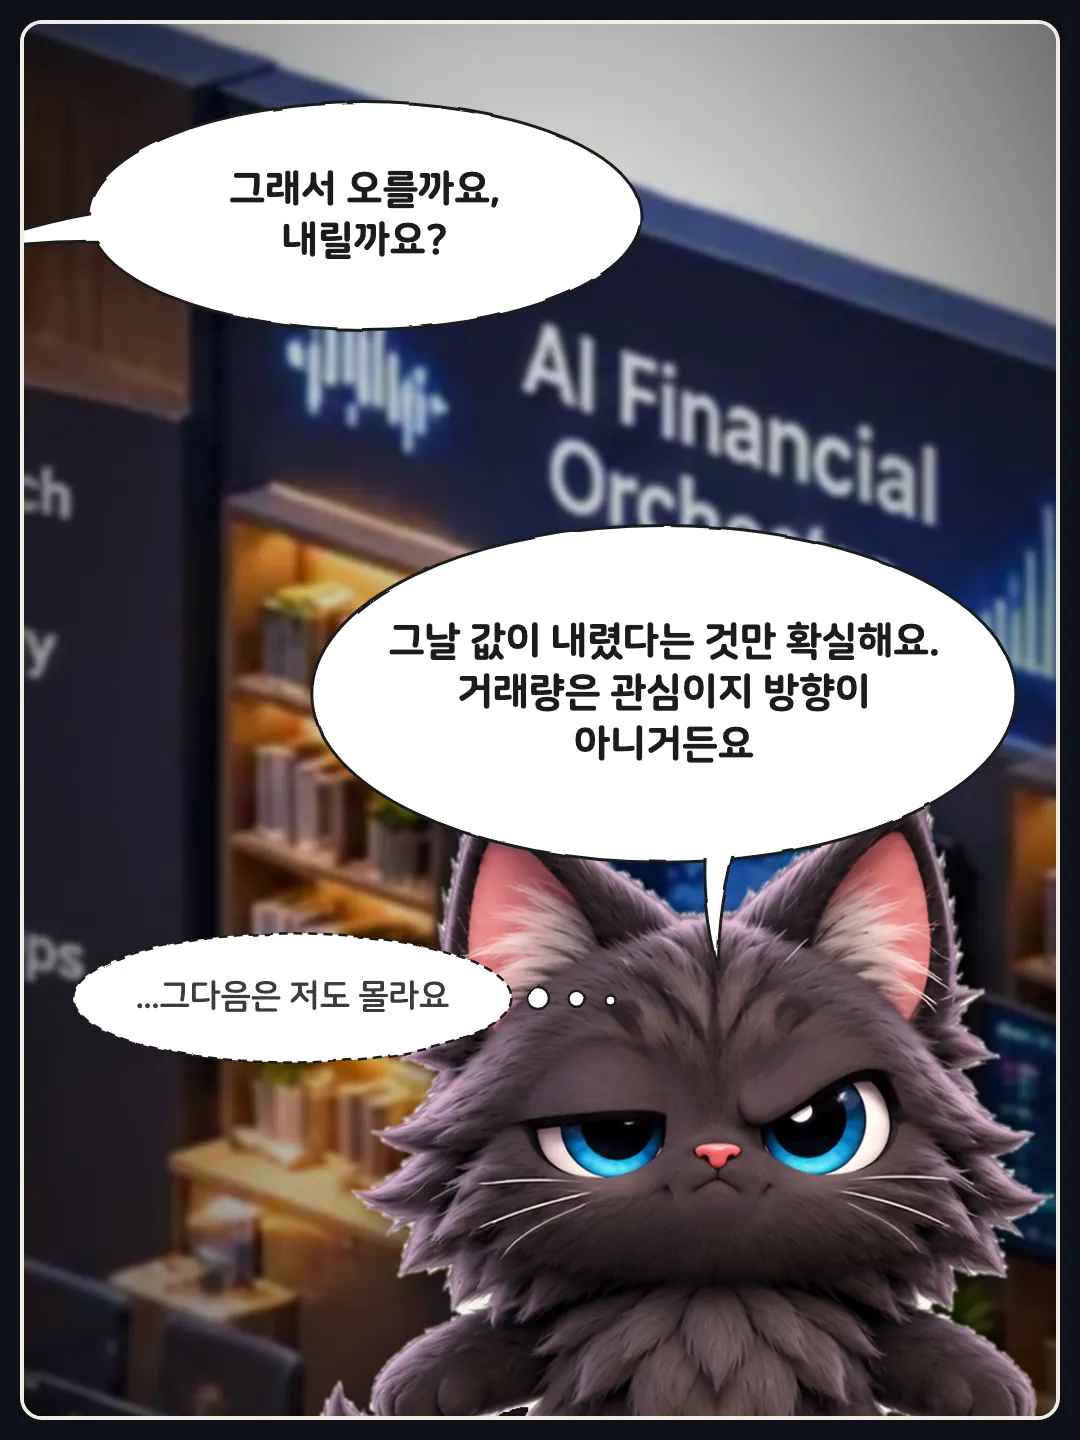 그래서 오를까요,
내릴까요?
AI Financial
그날 값이 내렸다는 것만 확실해요.
거래량은 관심이지 방향이
아니거든요
...그다음은 저도 몰라요